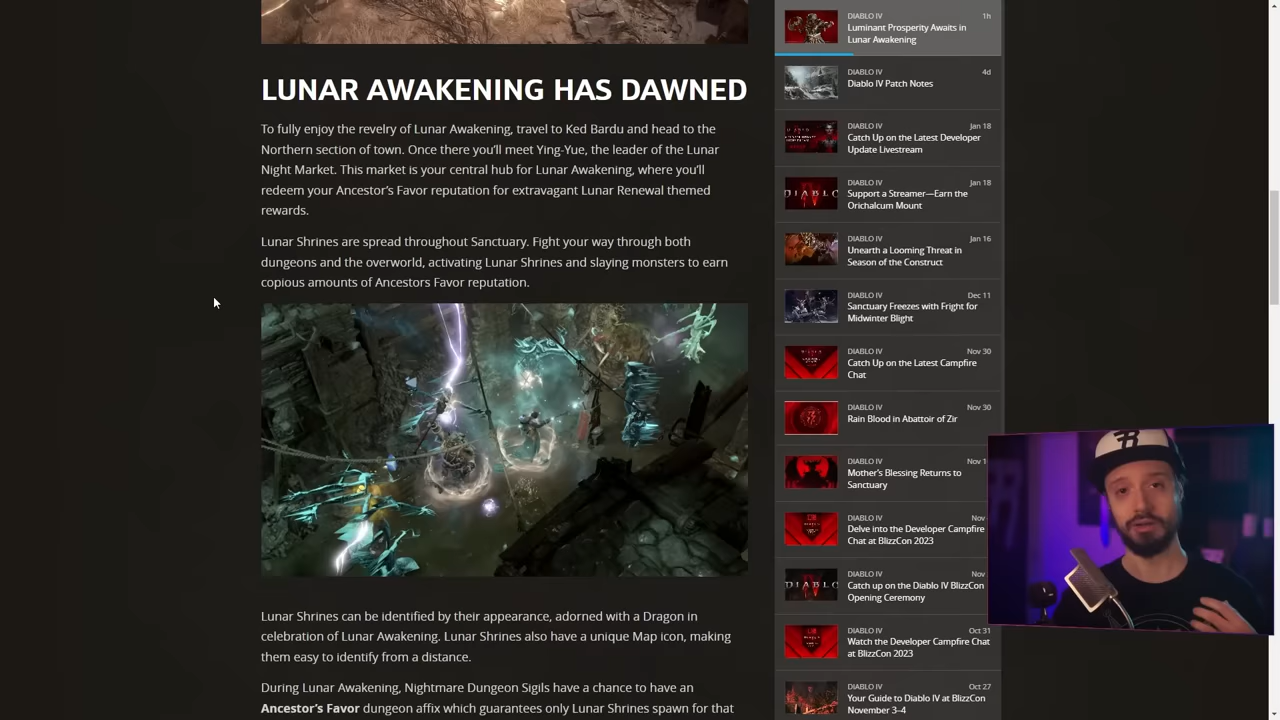 LUNAR AWAKENING HAS DAWNED
To fully enjoy the revelry of Lunar Awakening, travel to Ked Bardu and head to the
Northern section of town. Once there you'll meet Ying-Yue, the leader of the Lunar
Night Market. This market is your central hub for Lunar Awakening, where you'll
redeem your Ancestor's Favor reputation for extravagant Lunar Renewal themed
rewards.
Lunar Shrines are spread throughout Sanctuary. Fight your way through both
dungeons and the overworld, activating Lunar Shrines and slaying monsters to earn
copious amounts of Ancestors Favor reputation.
Lunar Shrines can be identified by their appearance, adorned with a Dragon in
celebration of Lunar Awakening. Lunar Shrines also have a unique Map icon, making
them easy to identify from a distance.
During Lunar Awakening, Nightmare Dungeon Sigils have a chance to have an
Ancestor's Favor dungeon affix which guarantees only Lunar Shrines spawn for that
DIABLO IV 1h
Luminant Prosperity Awaits in
Lunar Awakening
DIABLO IV 4d
Diablo IV Patch Notes
DIABLO IV Jan 18
Catch Up on the Latest Developer
Update Livestream
DIABLO IV Jan 18
Support a Streamer—Earn the
Orichalcum Mount
DIABLO IV Jan 16
Unearth a Looming Threat in
Season of the Construct
DIABLO IV Dec 11
Sanctuary Freezes with Fright for
Midwinter Blight
DIABLO IV Nov 30
Catch Up on the Latest Campfire
Chat
DIABLO IV Nov 30
Rain Blood in Abattoir of Zir
DIABLO IV Nov 1
Mother's Blessing Returns to
Sanctuary
DIABLO IV Nov
Delve into the Developer Campfire
Chat at BlizzCon 2023
DIABLO IV Nov
Catch up on the Diablo IV BlizzCon
Opening Ceremony
DIABLO IV Oct 31
Watch the Developer Campfire Chat
at BlizzCon 2023
DIABLO IV Oct 27
Your Guide to Diablo IV at BlizzCon
November 3–4